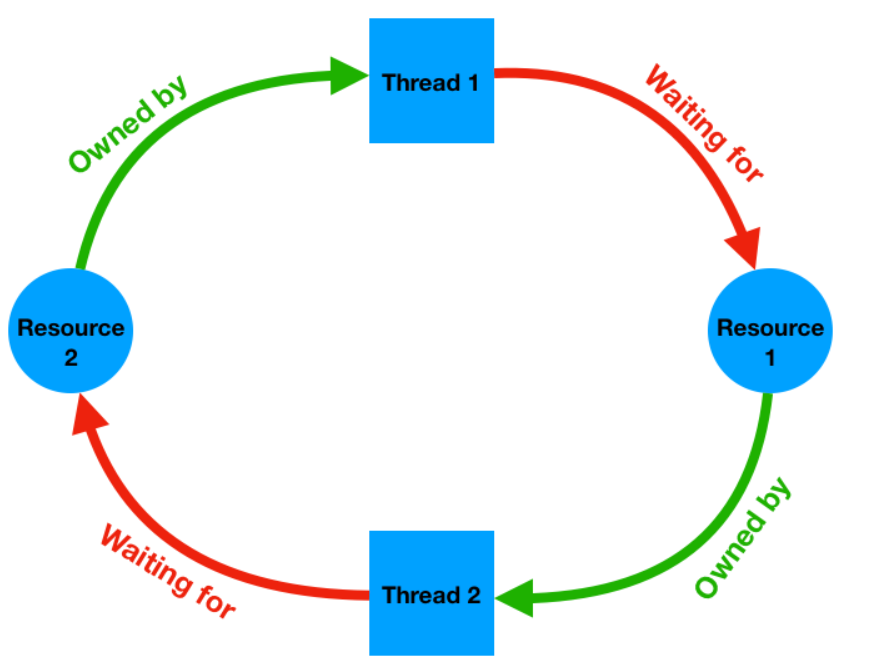 Thread 1
Owned by
Waiting for
Resource
2
Resource
1
Waiting for
Thread 2
Owned by